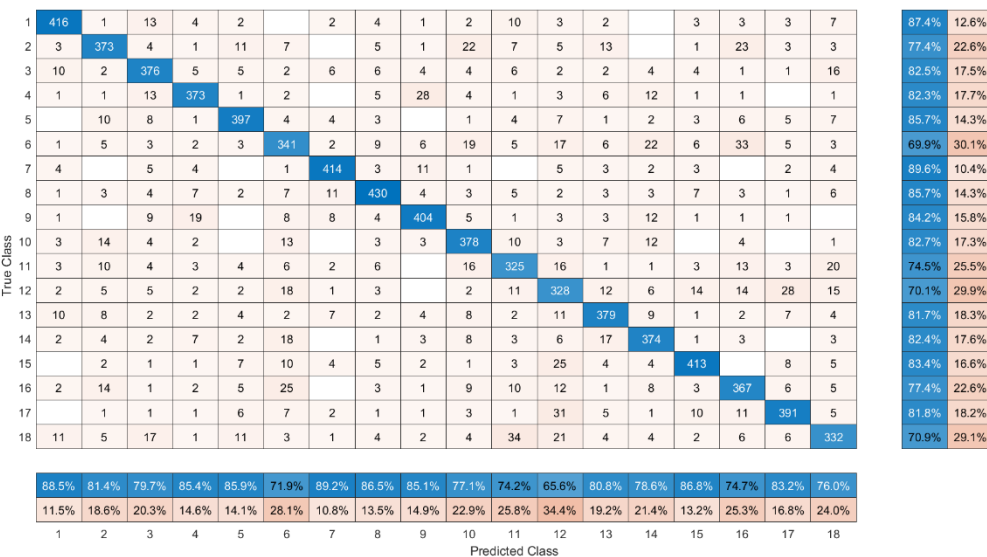 1 416 1 13 4 2 2 4 1 2 10 3 2 3 3 3 7 87.4% 12.6%
2 3 373 4 1 11 7 5 1 22 7 5 13 1 23 3 3 77.4% 22.6%
3 10 2 376 5 5 2 6 6 4 4 6 2 2 4 4 1 1 16 82.5% 17.5%
4 1 1 13 373 1 2 5 28 4 1 3 6 12 1 1 1 82.3% 17.7%
5 10 8 1 397 4 4 3 1 4 7 1 2 3 6 5 7 85.7% 14.3%
6 1 5 3 2 3 341 2 9 6 19 5 17 6 22 6 33 5 3 69.9% 30.1%
7 4 5 4 1 414 3 11 1 5 3 2 3 2 4 89.6% 10.4%
8 1 3 4 7 2 7 11 430 4 3 5 2 3 3 7 3 1 6 85.7% 14.3%
9 1 9 19 8 8 4 404 5 1 3 3 12 1 1 1 84.2% 15.8%
10 3 14 4 2 13 3 3 378 10 3 7 12 4 1 82.7% 17.3%
11 3 10 4 3 4 6 2 6 16 325 16 1 1 3 13 3 20 74.5% 25.5%
12 2 5 5 2 2 18 1 3 2 11 328 12 6 14 14 28 15 70.1% 29.9%
13 10 8 2 2 4 2 7 2 4 8 2 11 379 9 1 2 7 4 81.7% 18.3%
14 2 4 2 7 2 18 1 3 8 3 6 17 374 1 3 3 82.4% 17.6%
15 2 1 1 7 10 4 5 2 1 3 25 4 4 413 8 5 83.4% 16.6%
16 2 14 1 2 5 25 3 1 9 10 12 1 8 3 367 6 5 77.4% 22.6%
17 1 1 1 6 7 2 1 1 3 1 31 5 1 10 11 391 5 81.8% 18.2%
18 11 5 17 1 11 3 1 4 2 4 34 21 4 4 2 6 6 332 70.9% 29.1%
True Class
88.5% 81.4% 79.7% 85.4% 85.9% 71.9% 89.2% 86.5% 85.1% 77.1% 74.2% 65.6% 80.8% 78.6% 86.8% 74.7% 83.2% 76.0%
11.5% 18.6% 20.3% 14.6% 14.1% 28.1% 10.8% 13.5% 14.9% 22.9% 25.8% 34.4% 19.2% 21.4% 13.2% 25.3% 16.8% 24.0%
1 2 3 4 5 6 7 8 9 10 11 12 13 14 15 16 17 18
Predicted Class